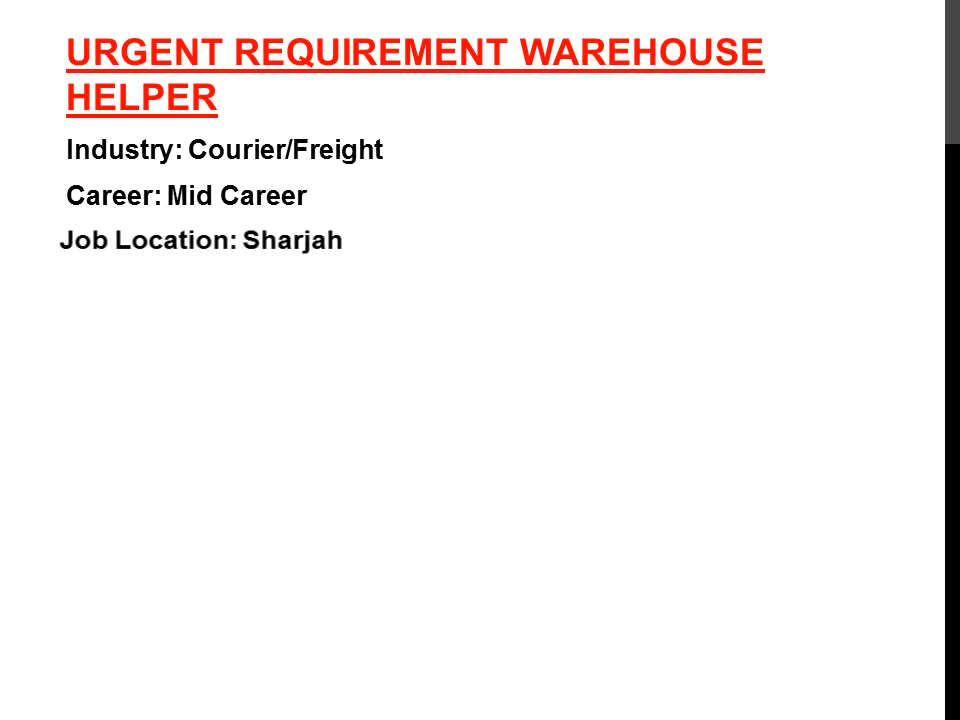 URGENT REQUIREMENT WAREHOUSE
HELPER
Industry: Courier/Freight
Career: Mid Career
Job Location: Sharjah